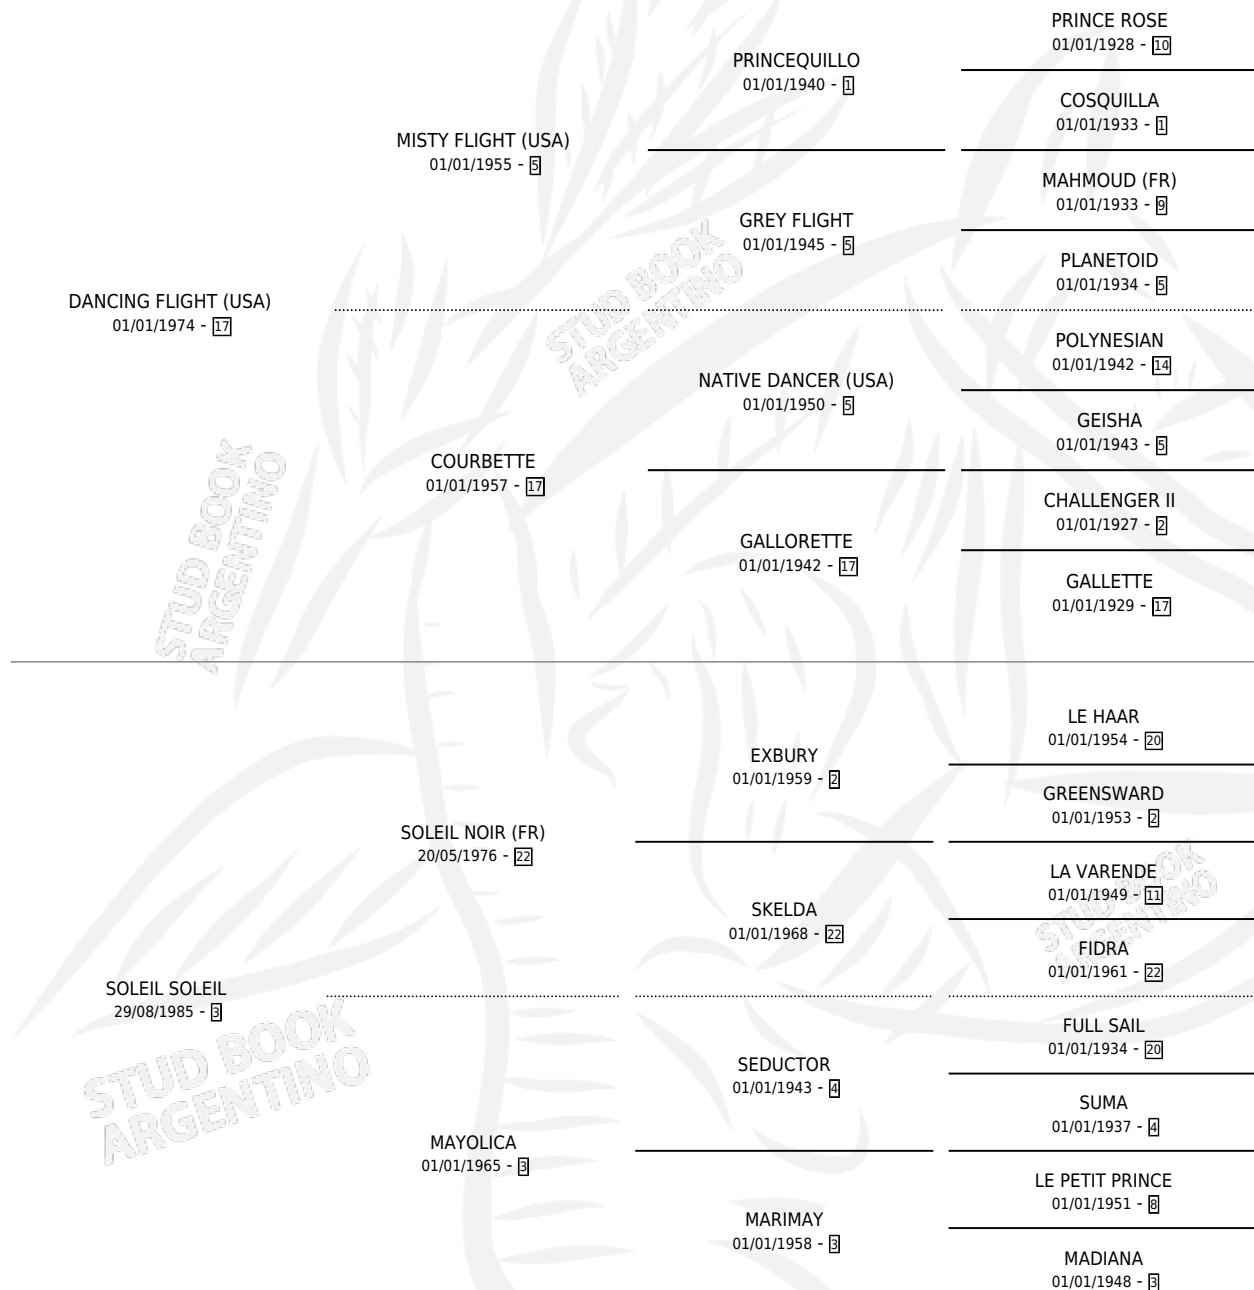 PRINCE ROSE
01/01/1928 - 10
PRINCEQUILLO
01/01/1940 - 1
COSQUILLA
01/01/1933 - 1
MISTY FLIGHT (USA)
01/01/1955 - 5
MAHMOUD (FR)
01/01/1933 - 9
GREY FLIGHT
01/01/1945 - 5
PLANETOID
01/01/1934 - 5
DANCING FLIGHT (USA)
01/01/1974 - 17
STUD BOOK
ARGENTINO
POLYNESIAN
01/01/1942 - 14
NATIVE DANCER (USA)
01/01/1950 - 5
GEISHA
01/01/1943 - 5
COURBETTE
01/01/1957 - 17
CHALLENGER II
01/01/1927 - 2
GALLORETTE
01/01/1942 - 17
GALLETTE
01/01/1929 - 17
STUD BOOK
ARGENTINO
LE HAAR
01/01/1954 - 20
EXBURY
01/01/1959 - 2
GREENSWARD
01/01/1953 - 2
SOLEIL NOIR (FR)
20/05/1976 - 22
LA VARENDE
01/01/1949 - 11
SKELDA
01/01/1968 - 22
STUD BOOK
ARGENTINO
FIDRA
01/01/1961 - 22
SOLEIL SOLEIL
29/08/1985 - 3
STUD BOOK
ARGENTINO
FULL SAIL
01/01/1934 - 20
SEDUCTOR
01/01/1943 - 4
SUMA
01/01/1937 - 4
MAYOLICA
01/01/1965 - 3
LE PETIT PRINCE
01/01/1951 - 8
MARIMAY
01/01/1958 - 3
MADIANA
01/01/1948 - 3